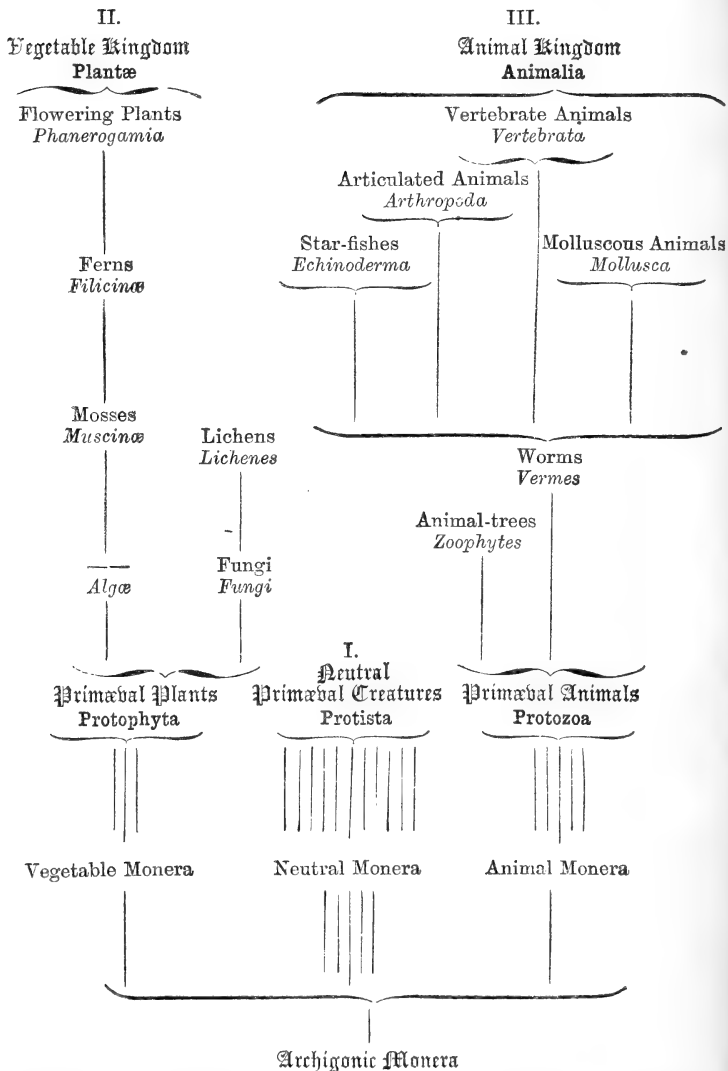 II.
Vegetable Kingdom
Plantæ
Flowering Plants
Phanerogamia
Ferns
Filicinæ
Mosses
Muscinæ
Lichens
Lichenes
Algæ
Fungi
Fungi
III.
Animal Kingdom
Animalia
Vertebrate Animals
Vertebrata
Articulated Animals
Arthropoda
Star-fishes
Echinoderma
Molluscous Animals
Mollusca
Worms
Vermes
Animal-trees
Zoophytes
Primæval Plants
Protophyta
I.
Neutral
Primæval Creatures
Protista
Primæval Animals
Protozoa
Vegetable Monera
Neutral Monera
Animal Monera
Archigonic Monera